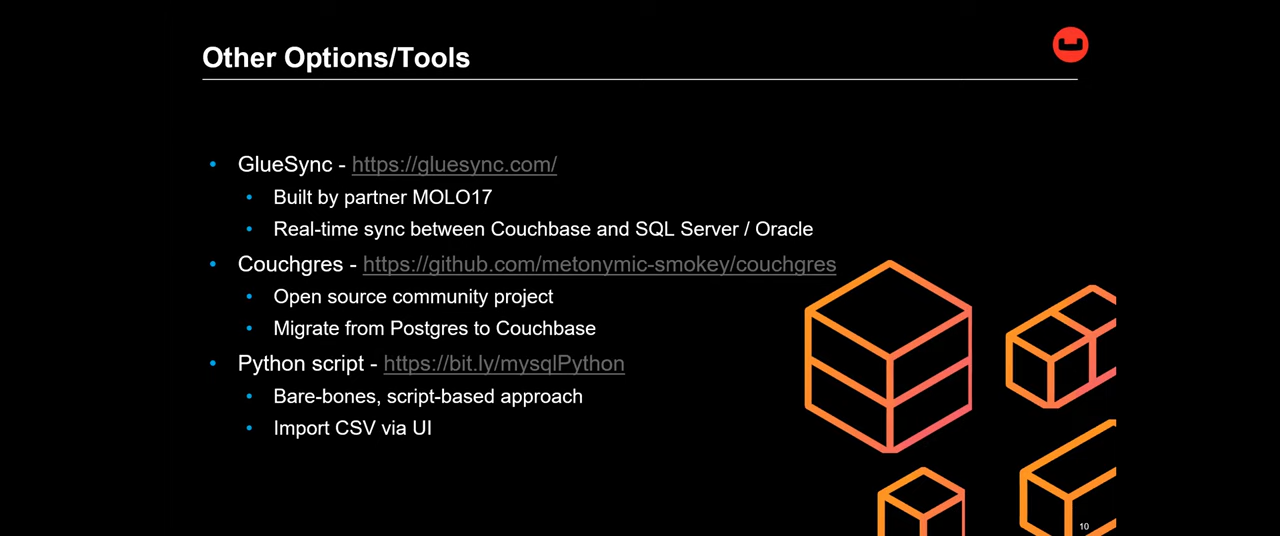 Other Options/Tools
• GlueSync - https://gluesync.com/
• Built by partner MOLO17
• Real-time sync between Couchbase and SQL Server / Oracle
• Couchgres - https://github.com/metonymic-smokey/couchgres
• Open source community project
• Migrate from Postgres to Couchbase
• Python script - https://bit.ly/mysqlPython
• Bare-bones, script-based approach
• Import CSV via UI
10